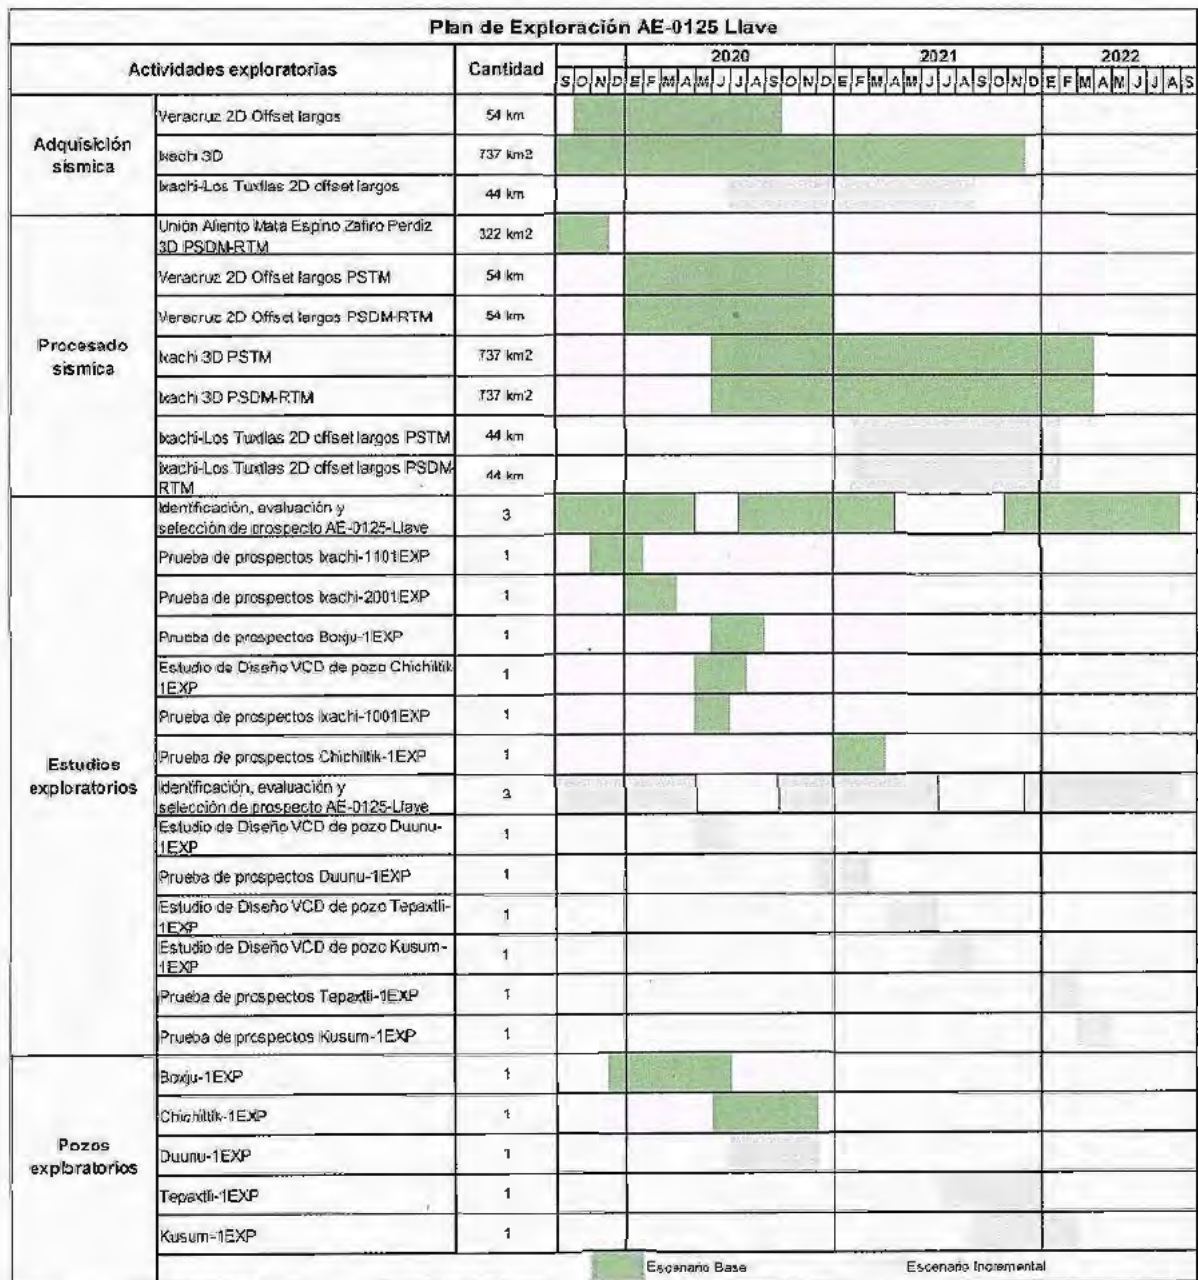 Plan de Exploración AE-0125 Llave
Actividades exploratorias Cantidad 2020 2021 2022
S O N D E F M A M J J A S O N D E F M A M J J A S O N D E F M A M J J A S
Adquisición sísmica
Veracruz 2D Offset largos 54 km
Ixachi 3D 737 km2
Ixachi-Los Tuxtlas 2D offset largos 44 km
Procesado sísmica
Unión Aliento Mata Espino Zafiro Perdiz
3D PSDM-RTM 322 km2
Veracruz 2D Offset largos PSTM 54 km
Veracruz 2D Offset largos PSDM-RTM 54 km
Ixachi 3D PSTM 737 km2
Ixachi 3D PSDM-RTM 737 km2
Ixachi-Los Tuxtlas 2D offset largos PSTM 44 km
Ixachi-Los Tuxtlas 2D offset largos PSDM-
RTM 44 km
Estudios exploratorios
Identificación, evaluación y
selección de prospecto AE-0125-Llave 3
Prueba de prospectos Ixachi-1101EXP 1
Prueba de prospectos Ixachi-2001EXP 1
Prueba de prospectos Boxju-1EXP 1
Estudio de Diseño VCD de pozo Chichiltik-
1EXP 1
Prueba de prospectos Ixachi-1001EXP 1
Prueba de prospectos Chichiltik-1EXP 1
Identificación, evaluación y
selección de prospecto AE-0125-Llave 3
Estudio de Diseño VCD de pozo Duunu-
1EXP 1
Prueba de prospectos Duunu-1EXP 1
Estudio de Diseño VCD de pozo Tepaxtli-
1EXP 1
Estudio de Diseño VCD de pozo Kusum-
1EXP 1
Prueba de prospectos Tepaxtli-1EXP 1
Prueba de prospectos Kusum-1EXP 1
Pozos exploratorios
Boxju-1EXP 1
Chichiltik-1EXP 1
Duunu-1EXP 1
Tepaxtli-1EXP 1
Kusum-1EXP 1
Escenario Base Escenario Incremental